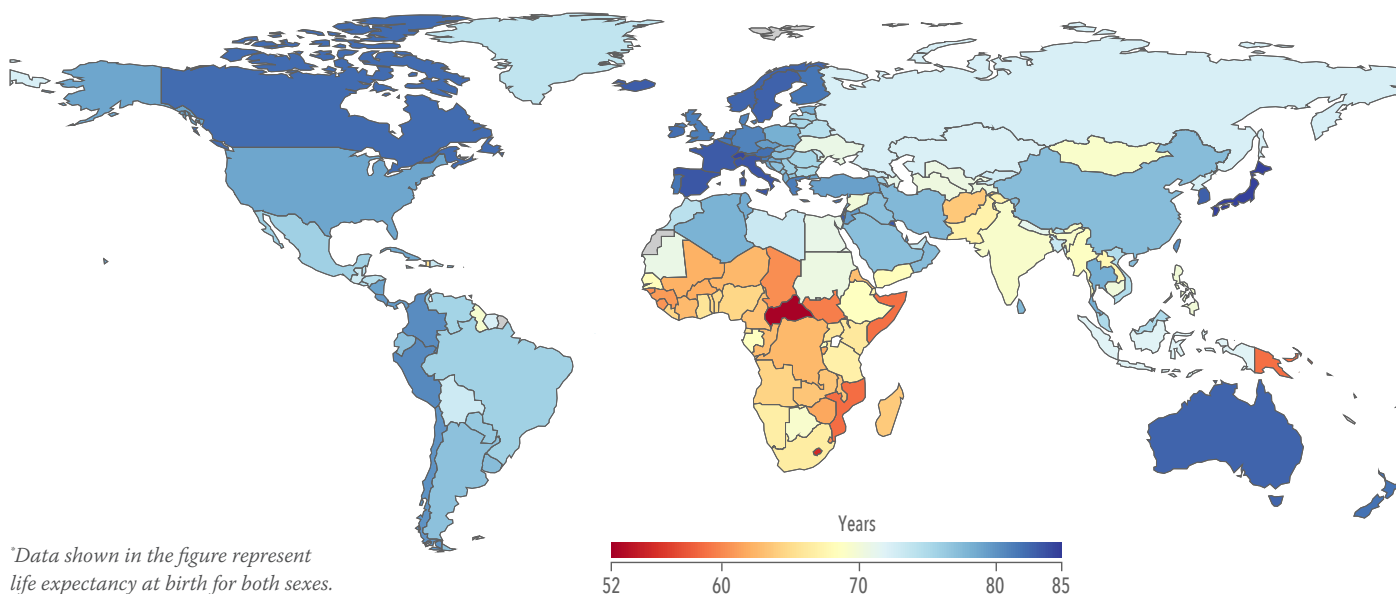 Years
52 60 70 80 85
*Data shown in the figure represent
life expectancy at birth for both sexes.